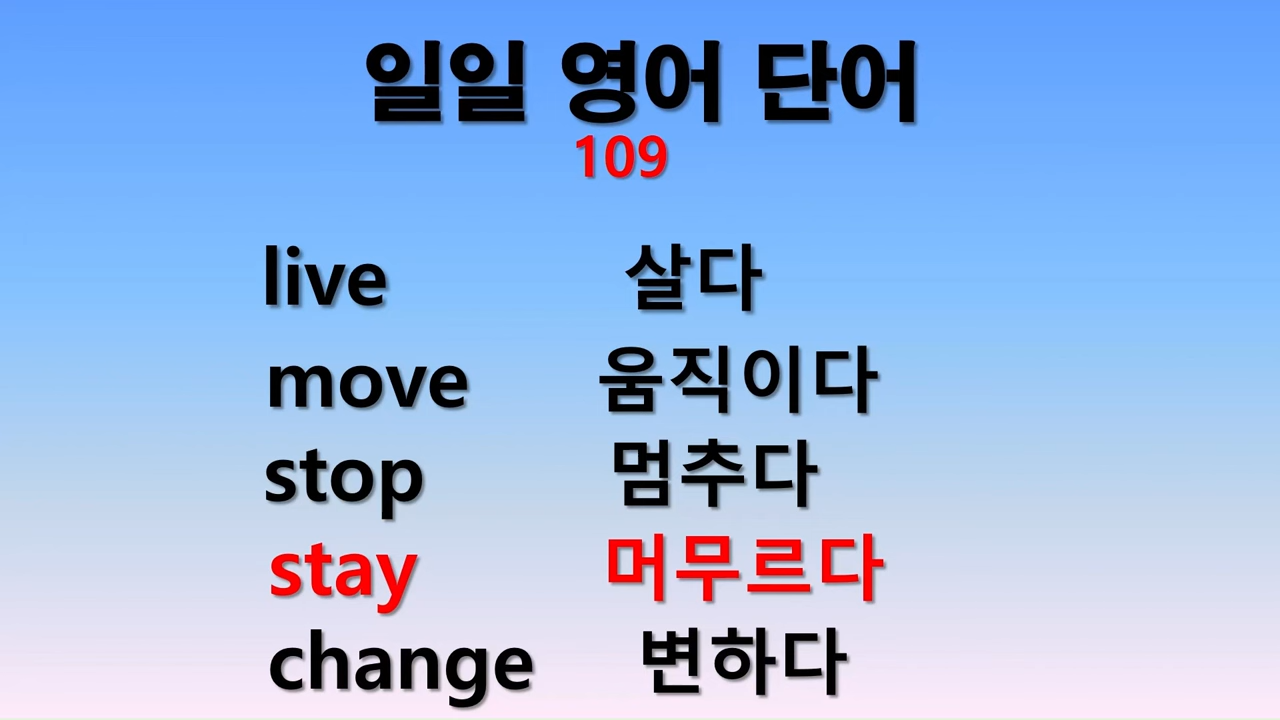 일일 영어 단어
109
live 살다
move 움직이다
stop 멈추다
stay 머무르다
change 변하다